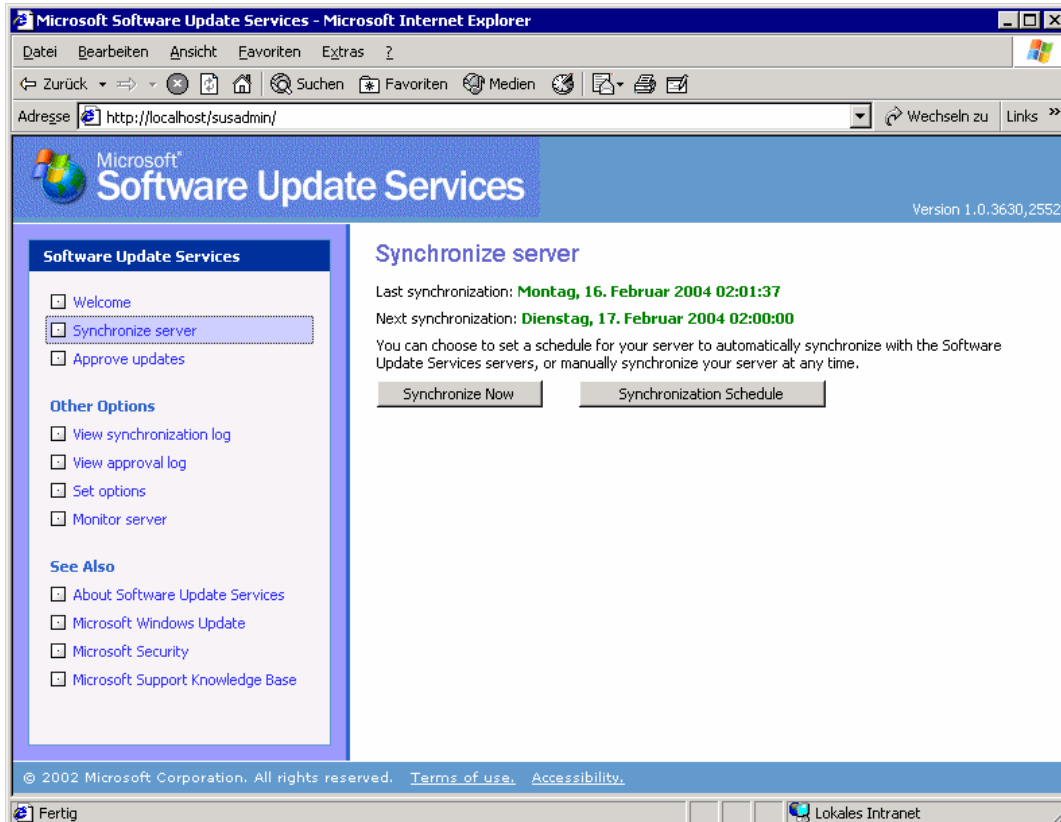 Microsoft Software Update Services - Microsoft Internet Explorer
Datei Bearbeiten Ansicht Favoriten Extras ?
Zurück Suchen Favoriten Medien
Adresse http://localhost/susadmin/ Wechseln zu Links »
Microsoft®
Software Update Services
Version 1.0.3630,2552
Software Update Services
Welcome
Synchronize server
Approve updates
Other Options
View synchronization log
View approval log
Set options
Monitor server
See Also
About Software Update Services
Microsoft Windows Update
Microsoft Security
Microsoft Support Knowledge Base
Synchronize server
Last synchronization: Montag, 16. Februar 2004 02:01:37
Next synchronization: Dienstag, 17. Februar 2004 02:00:00
You can choose to set a schedule for your server to automatically synchronize with the Software
Update Services servers, or manually synchronize your server at any time.
Synchronize Now Synchronization Schedule
© 2002 Microsoft Corporation. All rights reserved. Terms of use. Accessibility.
Fertig Lokales Intranet